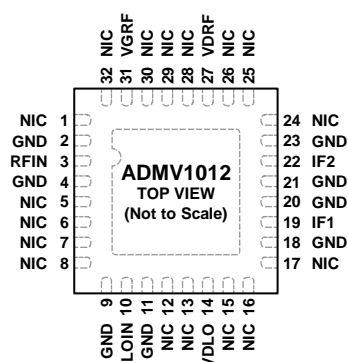 32 NIC
31 VGRF
30 NIC
29 NIC
28 NIC
27 VDRF
26 NIC
25 NIC
NIC 1
GND 2
RFIN 3
GND 4
NIC 5
NIC 6
NIC 7
NIC 8
ADMV1012
TOP VIEW
(Not to Scale)
24 NIC
23 GND
22 IF2
21 GND
20 GND
19 IF1
18 GND
17 NIC
GND 9
LOIN 10
GND 11
NIC 12
NIC 13
VDLO 14
NIC 15
NIC 16